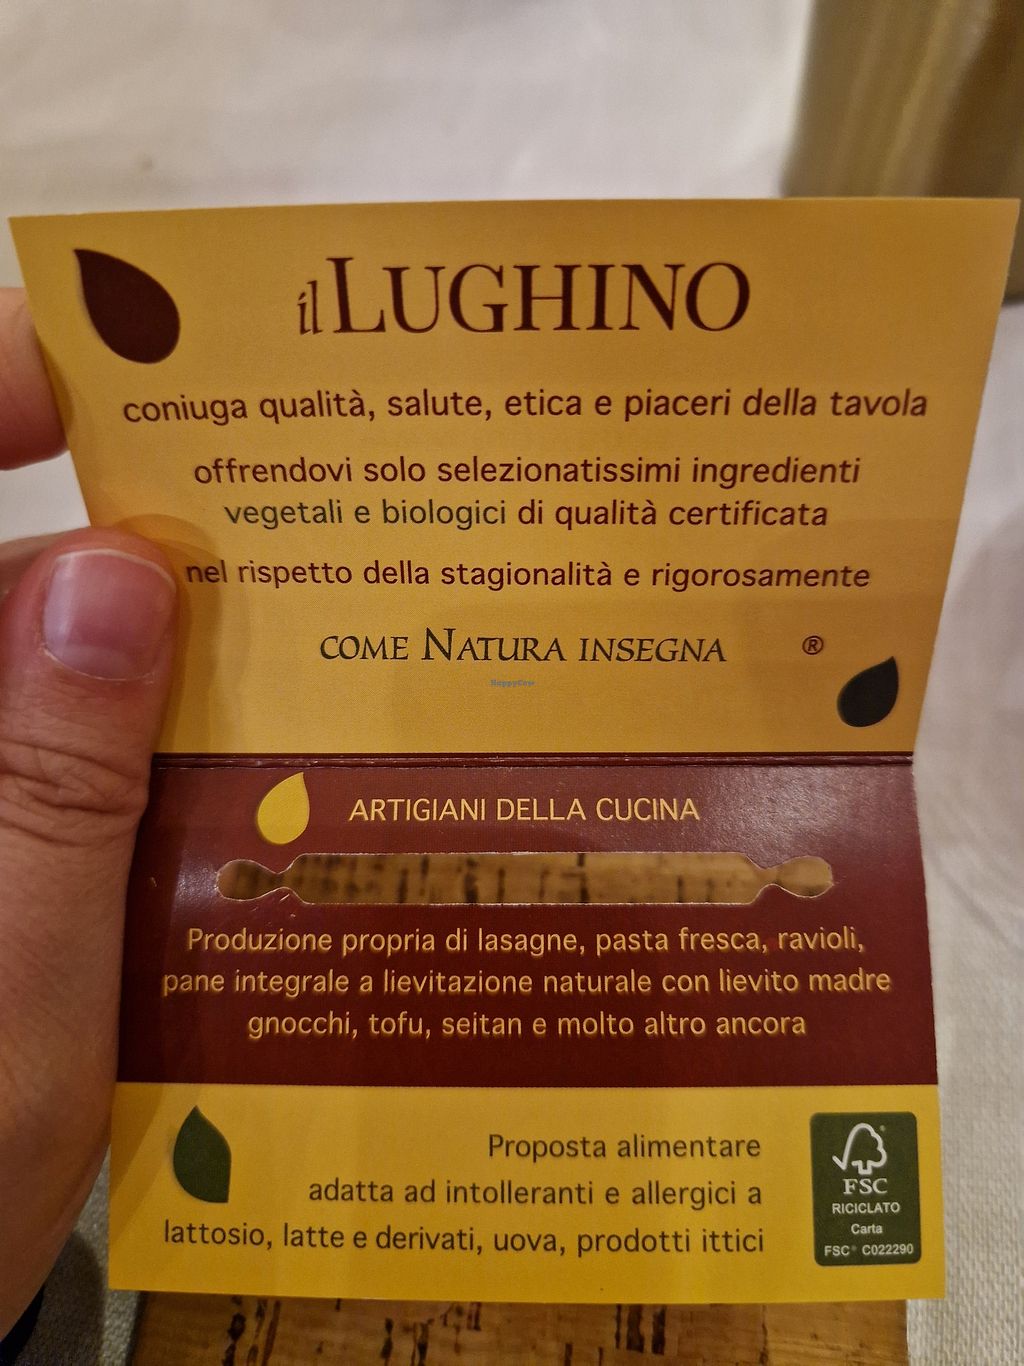 il LUGHINO
coniuga qualità, salute, etica e piaceri della tavola
offrendovi solo selezionatissimi ingredienti
vegetali e biologici di qualità certificata
nel rispetto della stagionalità e rigorosamente
COME NATURA INSEGNA ®
HappyCow
ARTIGIANI DELLA CUCINA
Produzione propria di lasagne, pasta fresca, ravioli,
pane integrale a lievitazione naturale con lievito madre
gnocchi, tofu, seitan e molto altro ancora
Proposta alimentare
adatta ad intolleranti e allergici a
lattosio, latte e derivati, uova, prodotti ittici
FSC
RICICLATO
Carta
FSC® C022290